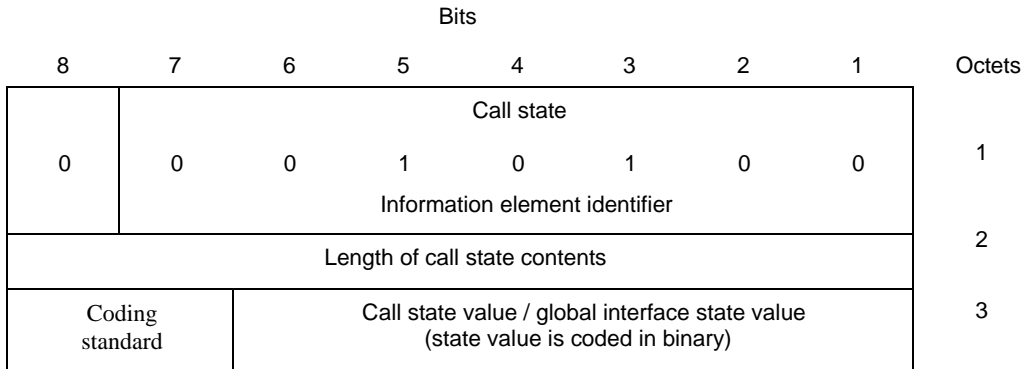 Bits
8 7 6 5 4 3 2 1 Octets
Call state
0 0 0 1 0 1 0 0 1
Information element identifier
Length of call state contents 2
Coding standard Call state value / global interface state value 3
(state value is coded in binary)